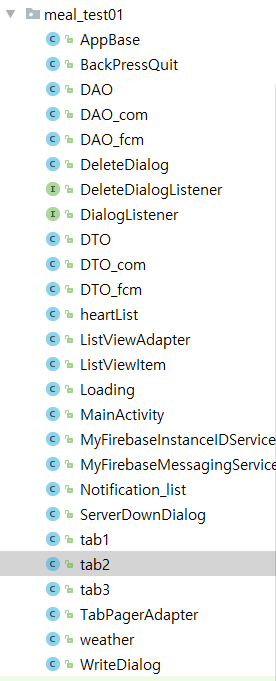 meal_test01
C AppBase
C BackPressQuit
C DAO
C DAO_com
C DAO_fcm
C DeleteDialog
I DeleteDialogListener
I DialogListener
C DTO
C DTO_com
C DTO_fcm
C heartList
C ListViewAdapter
C ListViewItem
C Loading
C MainActivity
C MyFirebaseInstanceIDService
C MyFirebaseMessagingService
C Notification_list
C ServerDownDialog
C tab1
C tab2
C tab3
C TabPagerAdapter
C weather
C WriteDialog